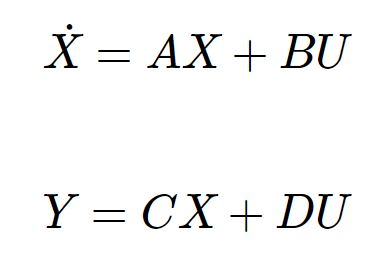 Ẋ = AX + BU
Y = CX + DU